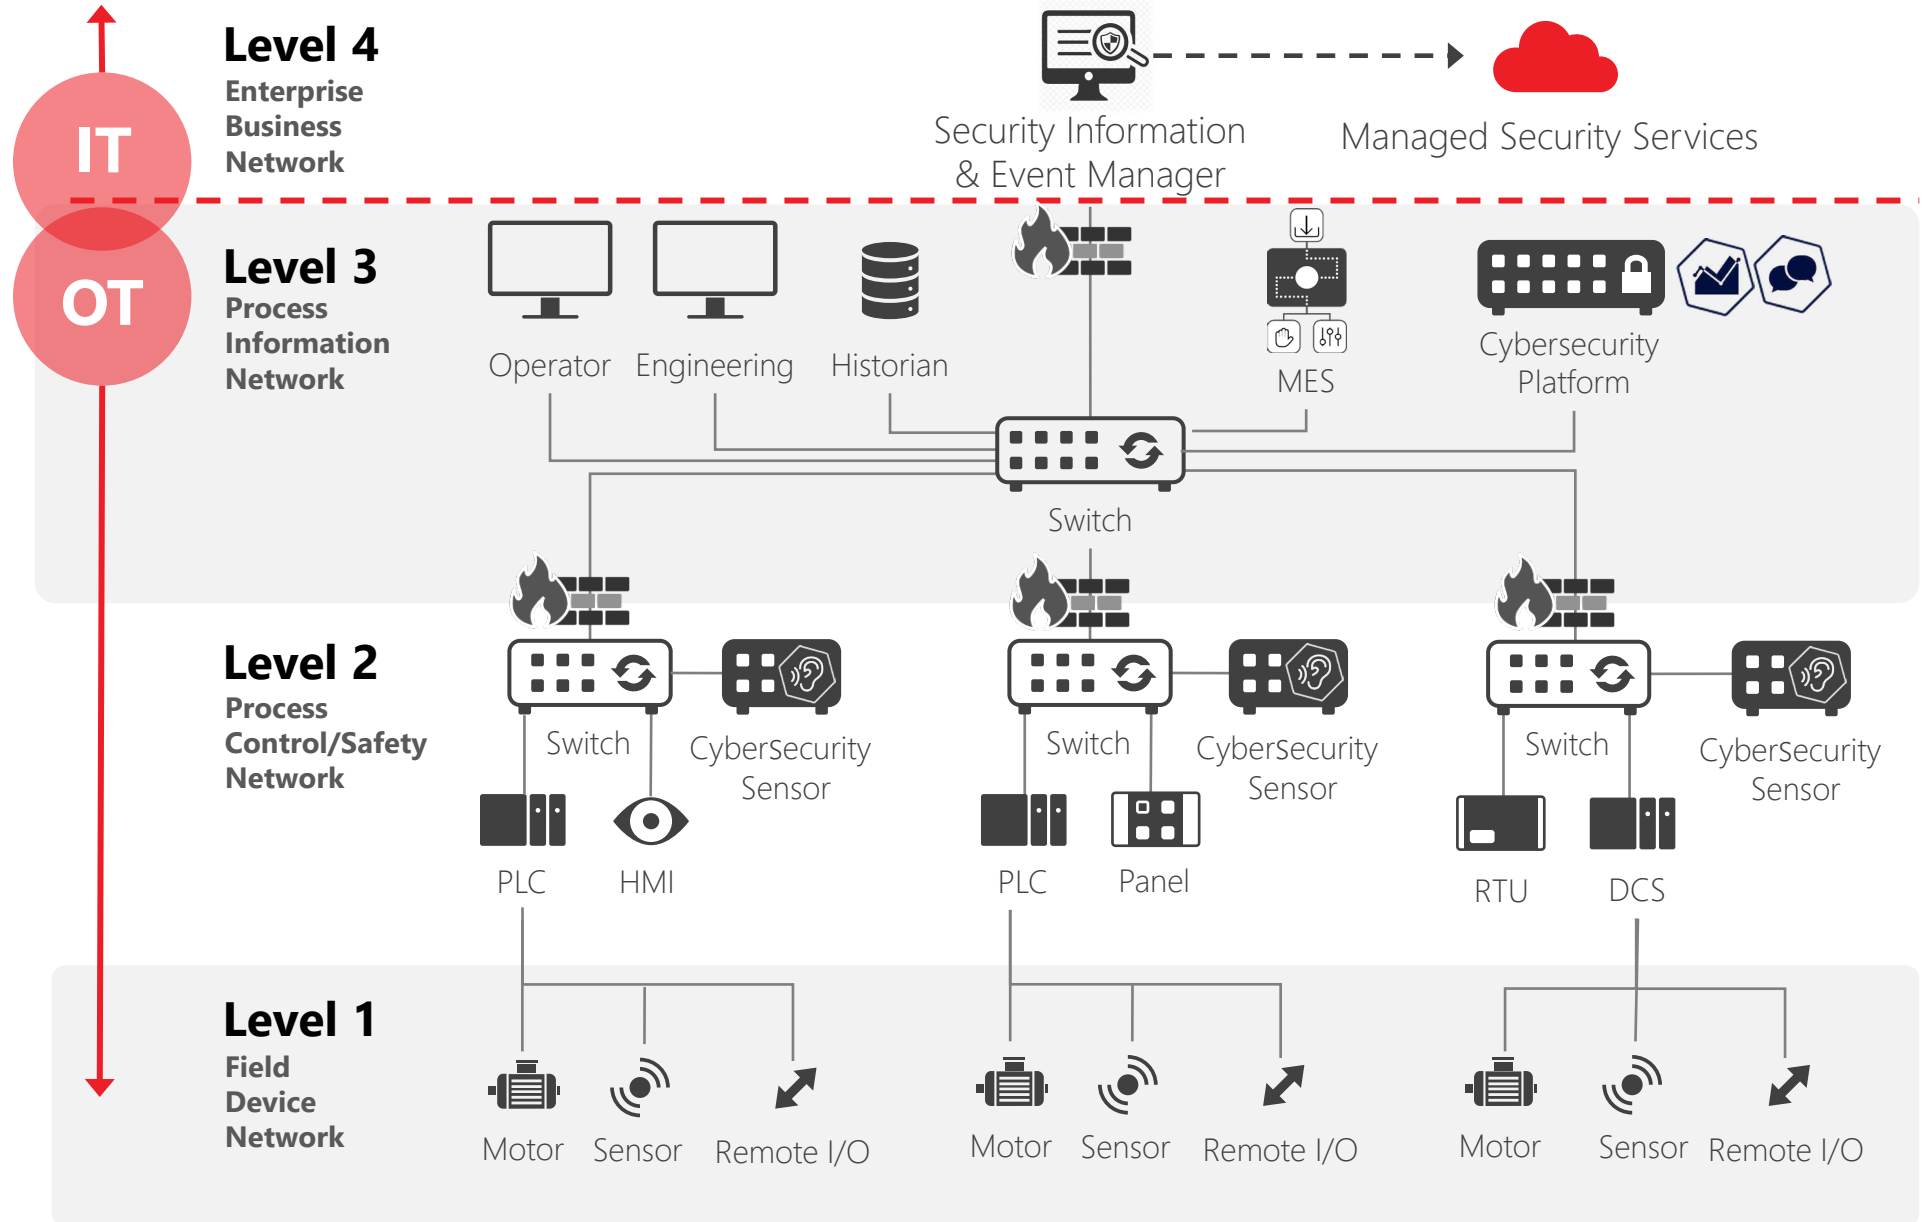 Level 4
Enterprise
Business
Network
IT
Security Information
& Event Manager
Managed Security Services
OT
Level 3
Process
Information
Network
Operator
Engineering
Historian
MES
Cybersecurity
Platform
Switch
Level 2
Process
Control/Safety
Network
Switch
Cybersecurity
Sensor
Switch
Cybersecurity
Sensor
Switch
Cybersecurity
Sensor
PLC
HMI
PLC
Panel
RTU
DCS
Level 1
Field
Device
Network
Motor
Sensor
Remote I/O
Motor
Sensor
Remote I/O
Motor
Sensor
Remote I/O